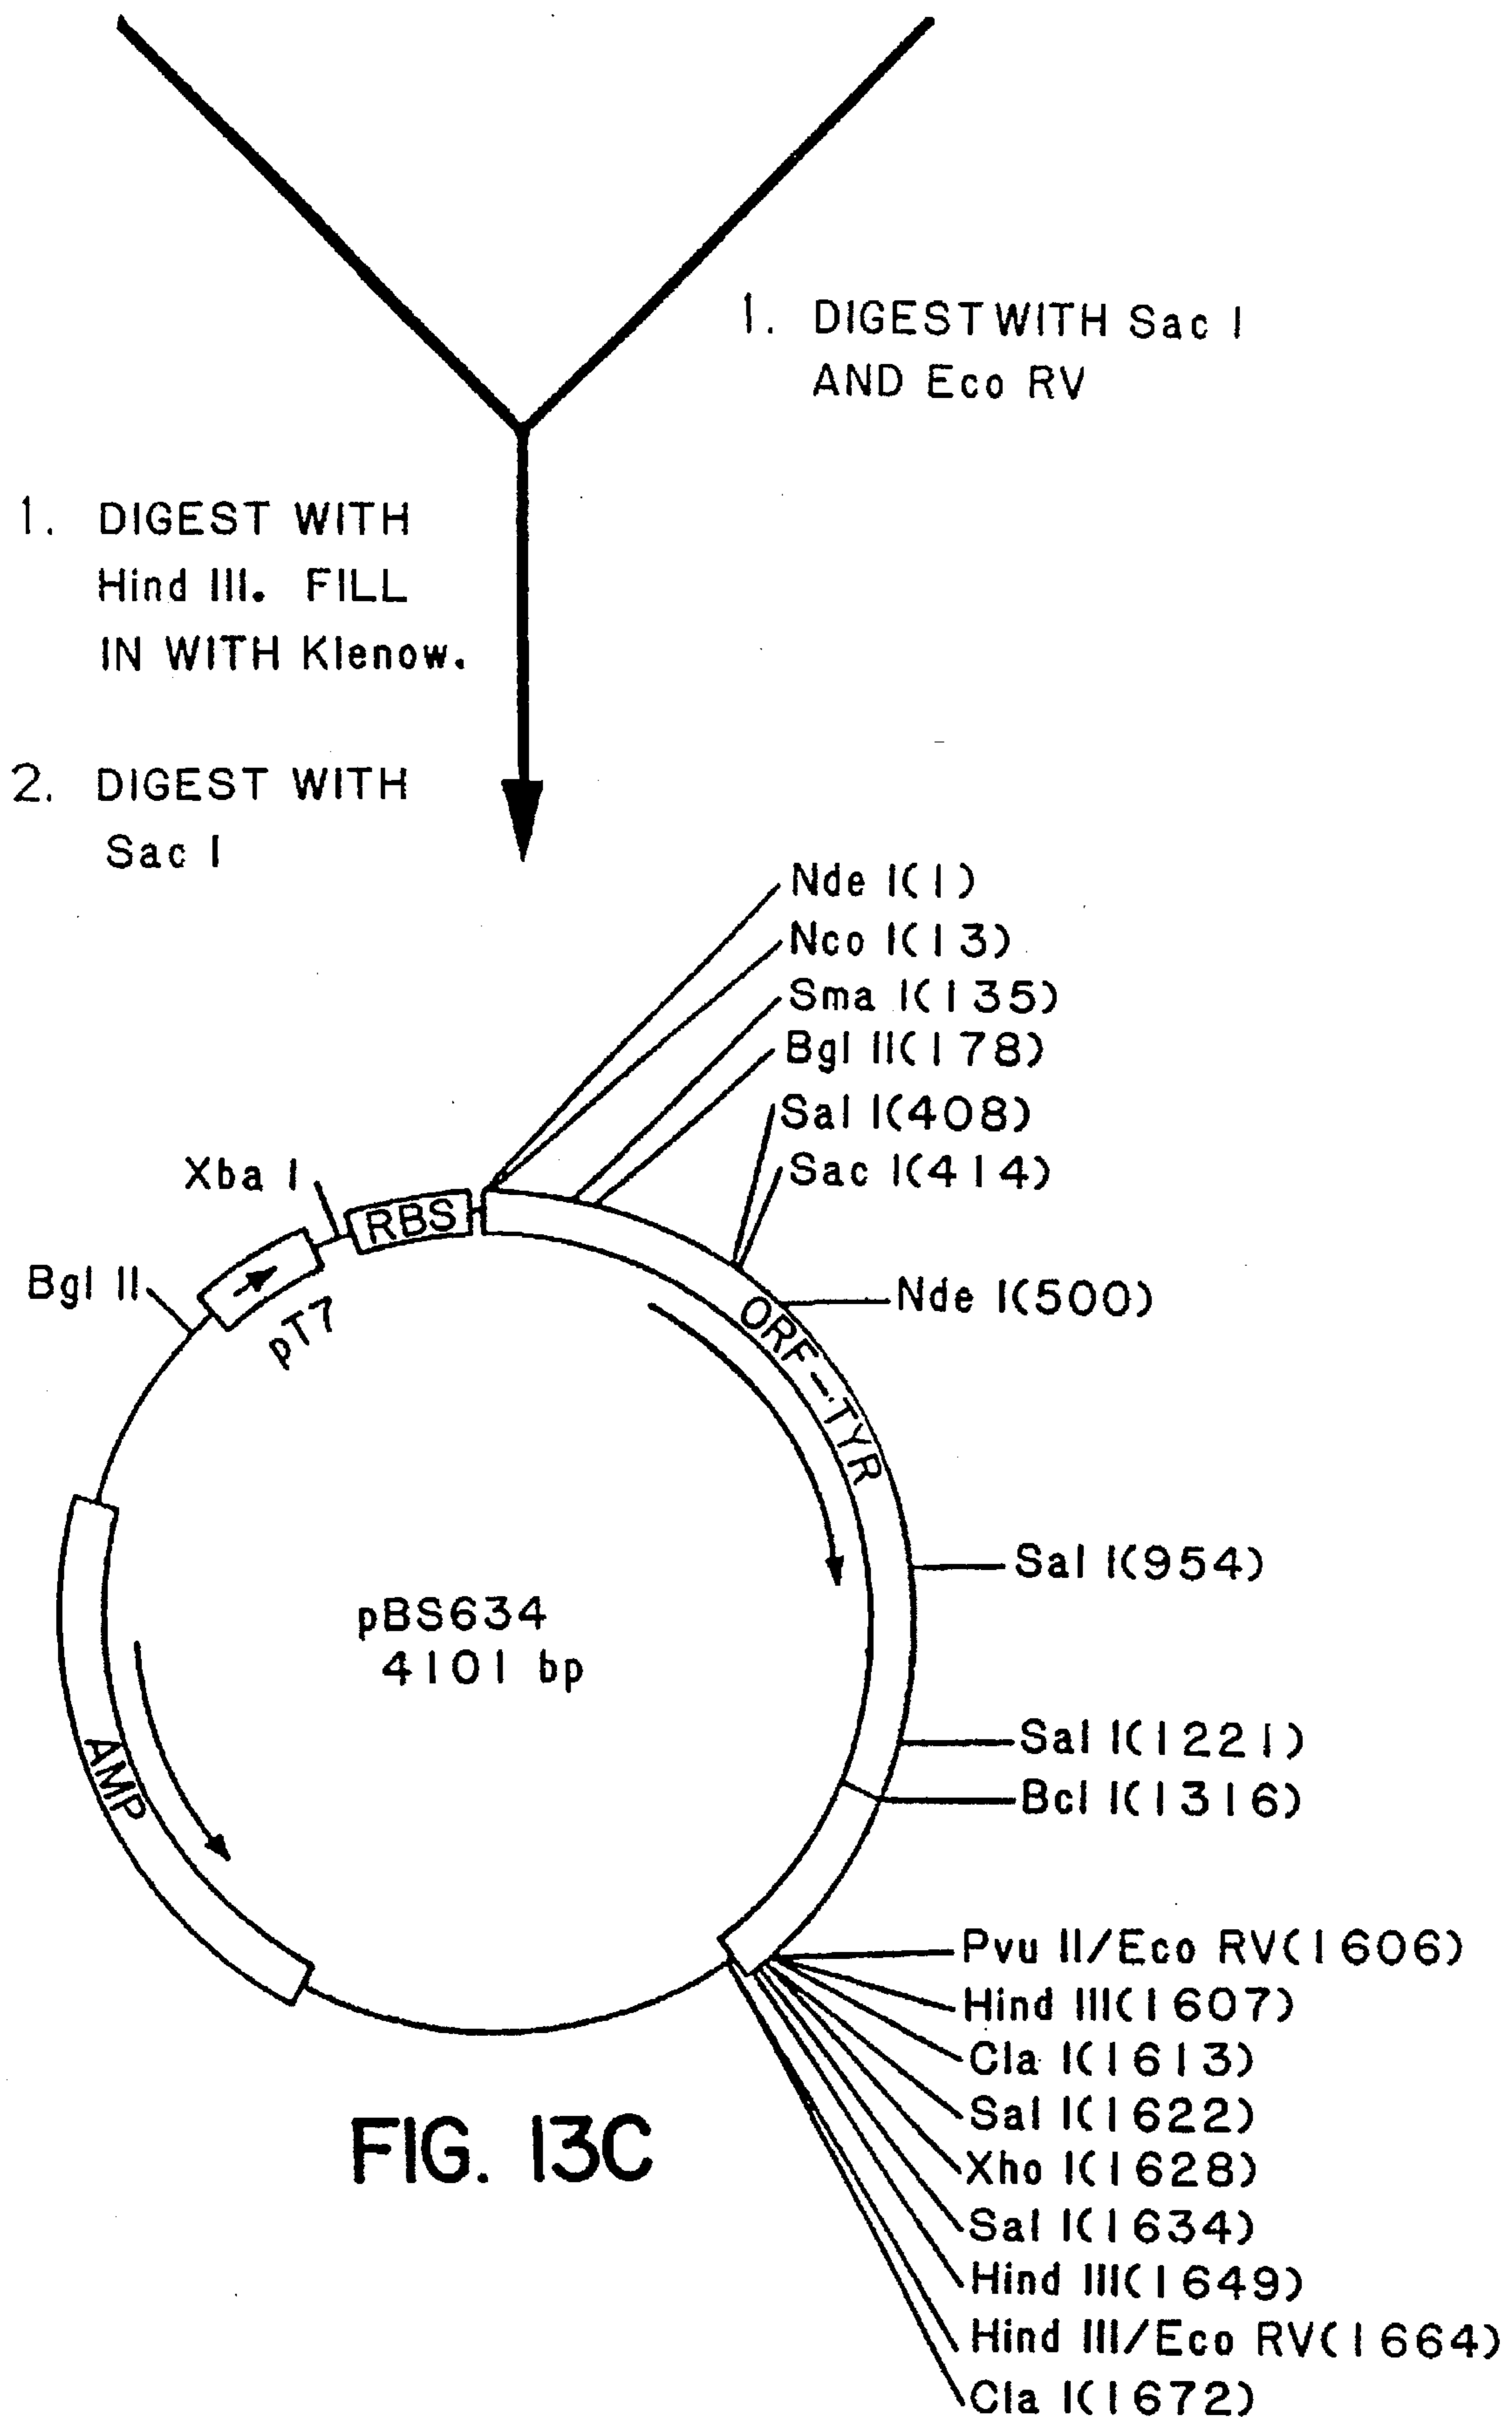 1. DIGEST WITH Sac I
AND Eco RV
1. DIGEST WITH
Hind III. FILL
IN WITH Klenow.
2. DIGEST WITH
Sac I
Nde I(1)
Nco I(13)
Sma I(135)
Bgl II(178)
Sal I(408)
Sac I(414)
Xba I
RBS
Bgl II
pT7
Nde I(500)
ORF-TYR
Sal I(954)
pBS634
4101 bp
AMP
Sal I(1221)
Bcl I(1316)
Pvu II/Eco RV(1606)
Hind III(1607)
Cla I(1613)
Sal I(1622)
Xho I(1628)
Sal I(1634)
Hind III(1649)
Hind III/Eco RV(1664)
Cla I(1672)
FIG. 13C